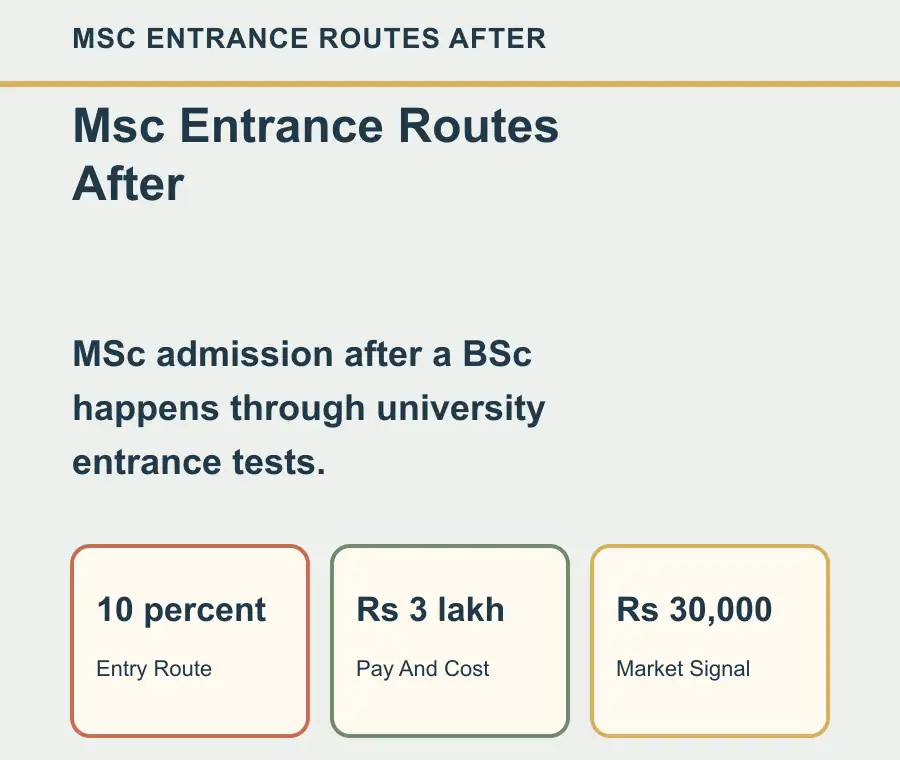 MSC ENTRANCE ROUTES AFTER
Msc Entrance Routes
After
MSc admission after a BSc
happens through university
entrance tests.
10 percent
Entry Route
Rs 3 lakh
Pay And Cost
Rs 30,000
Market Signal